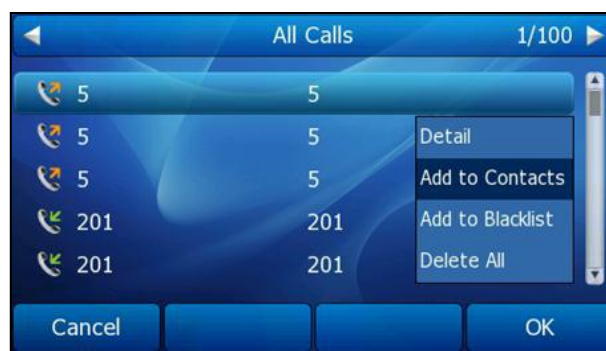 All Calls 1/100
5 5
5 5
Detail
5 5
Add to Contacts
201 201
Add to Blacklist
201 201
Delete All
Cancel OK